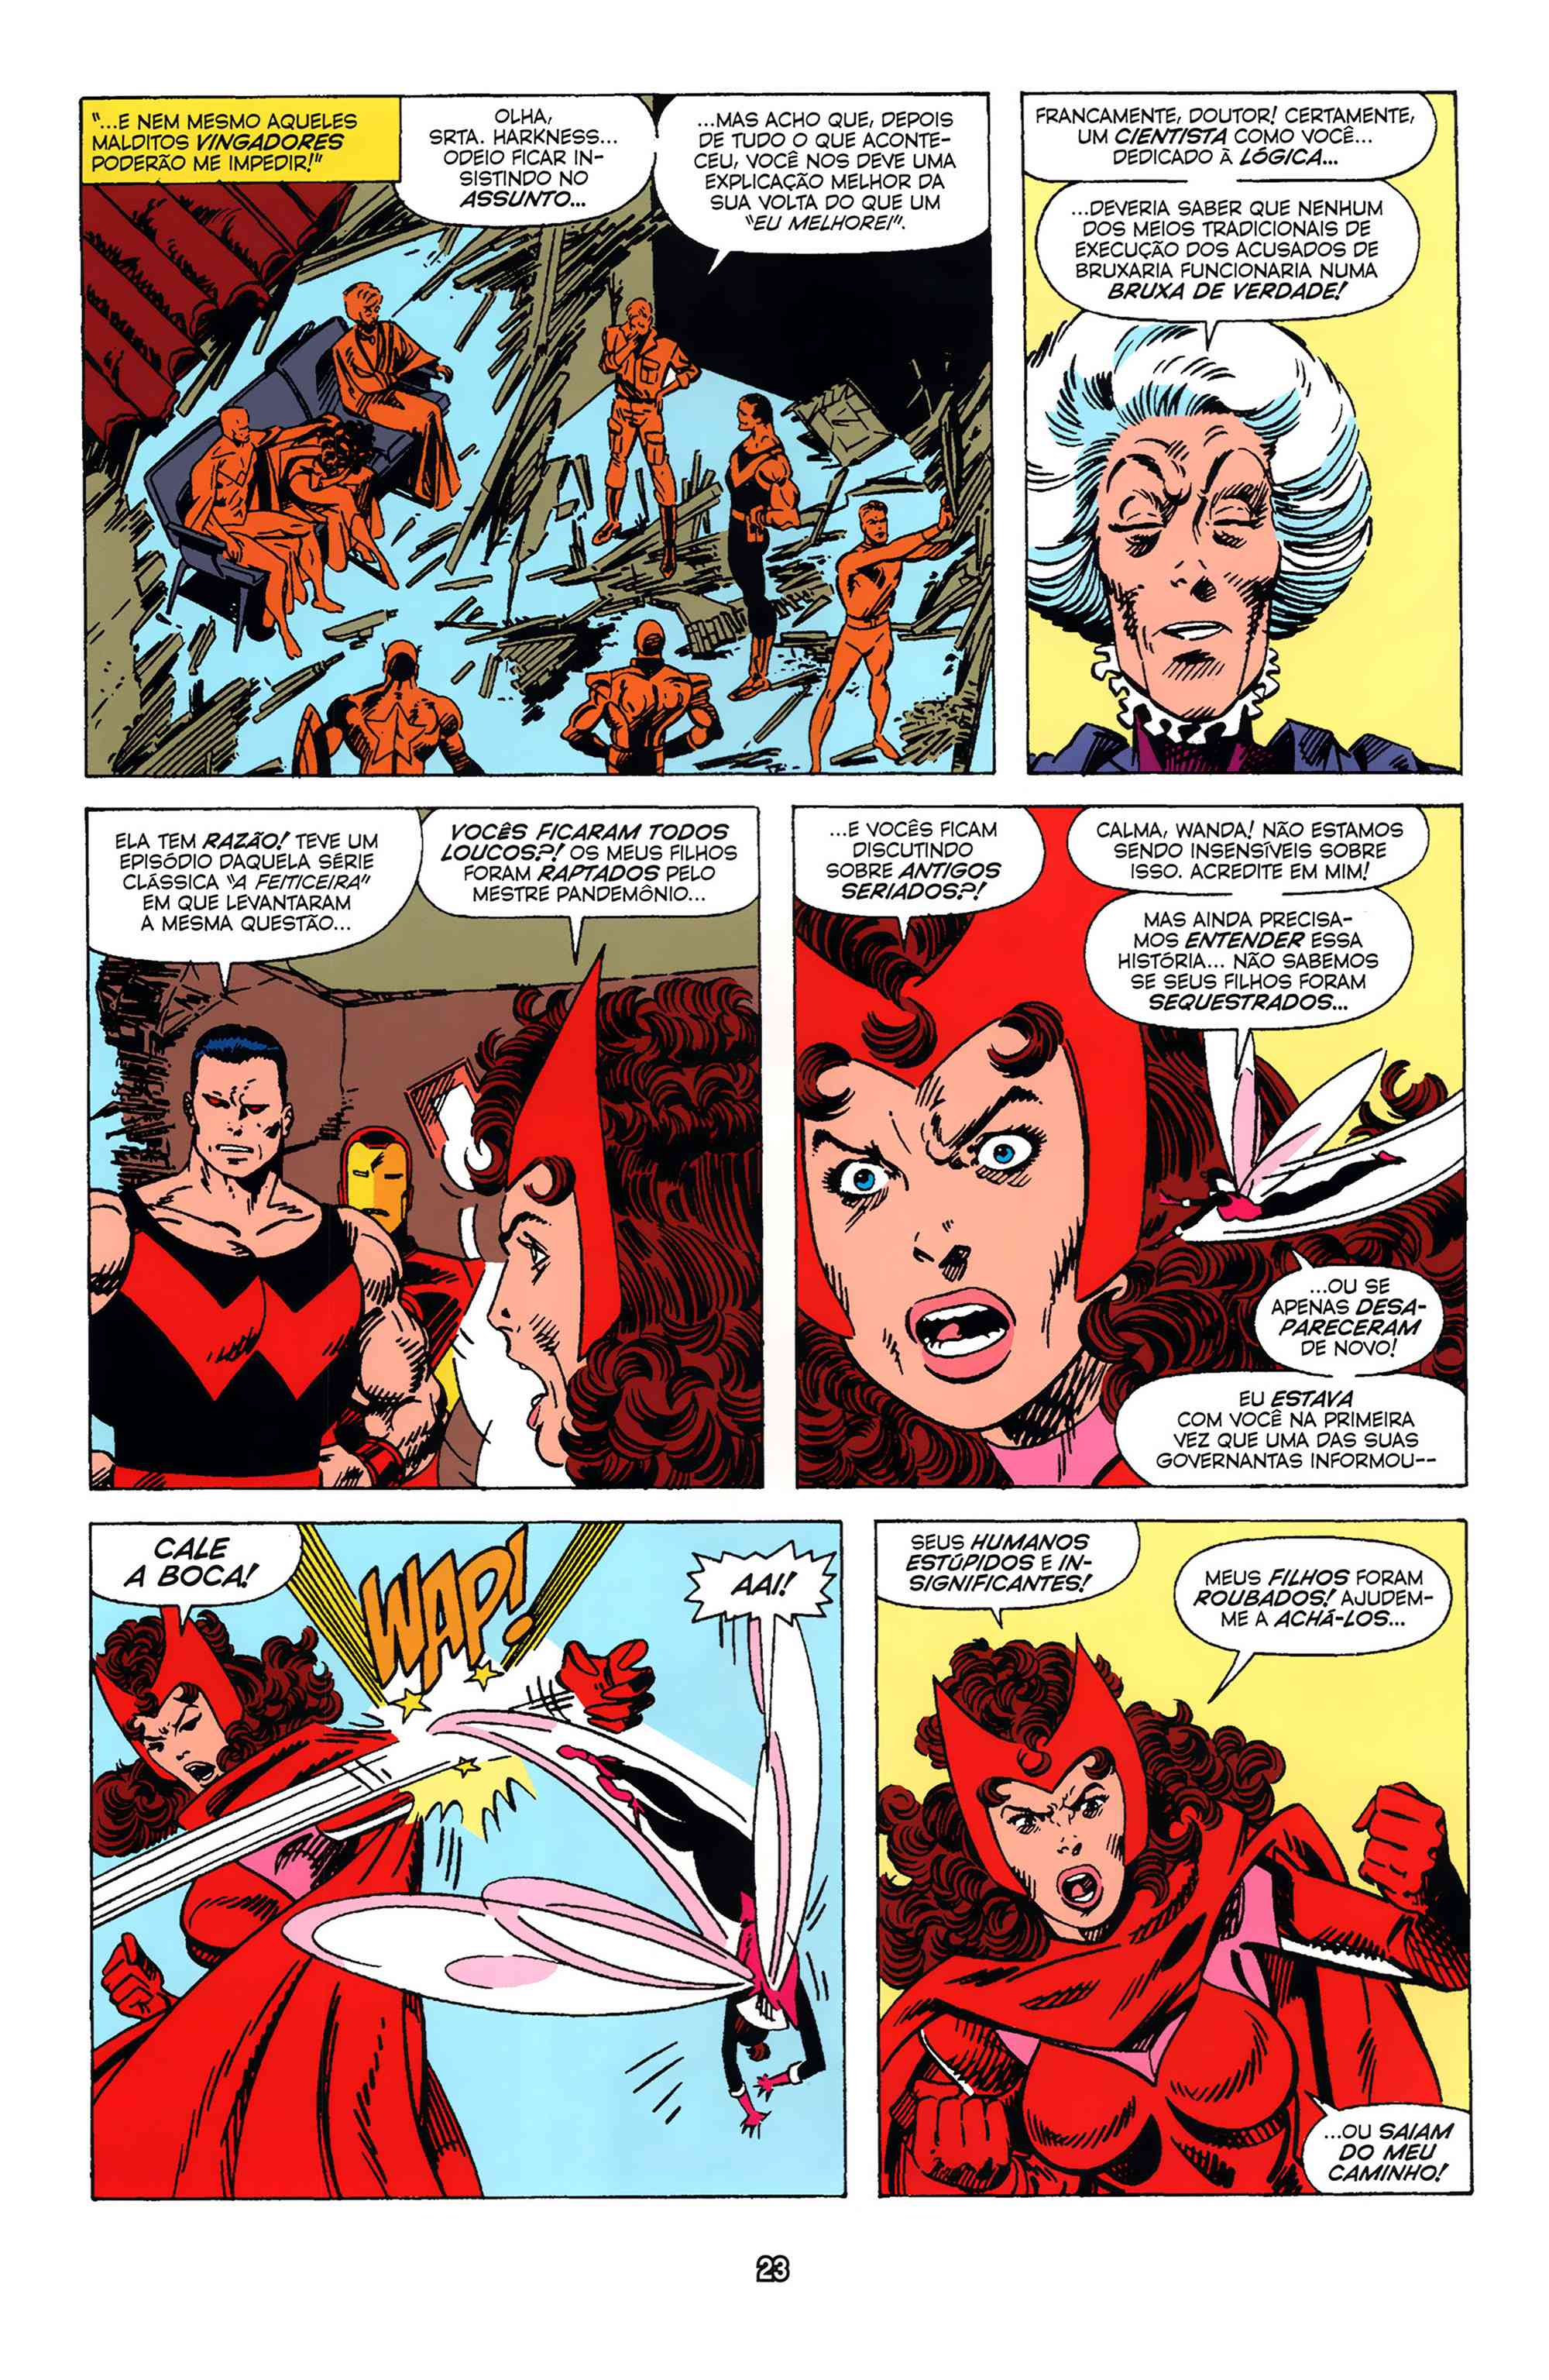 "...E NEM MESMO AQUELES
MALDITOS VINGADORES
PODERÃO ME IMPEDIR!"
OLHA,
SRTA. HARKNESS...
ODEIO FICAR IN-
SISTINDO NO
ASSUNTO...
...MAS ACHO QUE, DEPOIS
DE TUDO O QUE ACONTE-
CEU, VOCÊ NOS DEVE UMA
EXPLICAÇÃO MELHOR DA
SUA VOLTA DO QUE UM
"EU MELHOREI".
FRANCAMENTE, DOUTOR! CERTAMENTE,
UM CIENTISTA COMO VOCÊ...
DEDICADO À LÓGICA...
...DEVERIA SABER QUE NENHUM
DOS MEIOS TRADICIONAIS DE
EXECUÇÃO DOS ACUSADOS DE
BRUXARIA FUNCIONARIA NUMA
BRUXA DE VERDADE!
ELA TEM RAZÃO! TEVE UM
EPISÓDIO DAQUELA SÉRIE
CLÁSSICA "A FEITICEIRA"
EM QUE LEVANTARAM
A MESMA QUESTÃO...
VOCÊS FICARAM TODOS
LOUCOS?! OS MEUS FILHOS
FORAM RAPTADOS PELO
MESTRE PANDEMÔNIO...
...E VOCÊS FICAM
DISCUTINDO
SOBRE ANTIGOS
SERIADOS?!
CALMA, WANDA! NÃO ESTAMOS
SENDO INSENSÍVEIS SOBRE
ISSO. ACREDITE EM MIM!
MAS AINDA PRECISA-
MOS ENTENDER ESSA
HISTÓRIA... NÃO SABEMOS
SE SEUS FILHOS FORAM
SEQUESTRADOS...
...OU SE
APENAS DESA-
PARECERAM
DE NOVO!
EU ESTAVA
COM VOCÊ NA PRIMEIRA
VEZ QUE UMA DAS SUAS
GOVERNANTAS INFORMOU--
CALE
A BOCA!
WAP!
AAI!
SEUS HUMANOS
ESTÚPIDOS E IN-
SIGNIFICANTES!
MEUS FILHOS FORAM
ROUBADOS! AJUDEM-
ME A ACHÁ-LOS...
...OU SAIAM
DO MEU
CAMINHO!
23